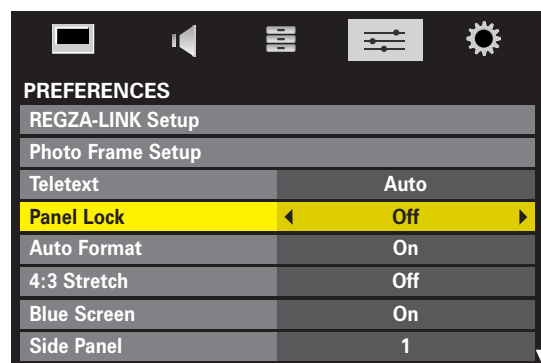 PREFERENCES
REGZA-LINK Setup
Photo Frame Setup
Teletext Auto
Panel Lock Off
Auto Format On
4:3 Stretch Off
Blue Screen On
Side Panel 1